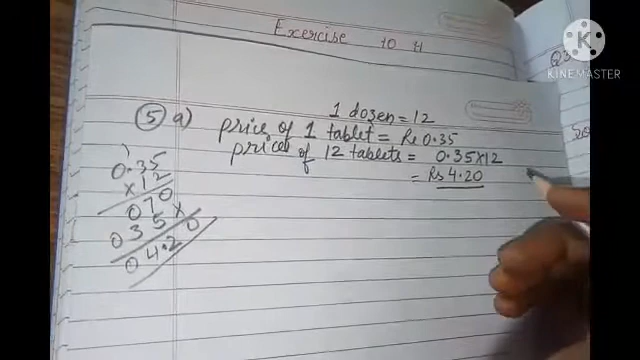 Exercise 10 H
KINEMASTER
1 dozen = 12
5 a) price of 1 tablet = Re 0.35
price of 12 tablets = 0.35x12
= Rs 4.20
0.35
x12
070
035x
04.20